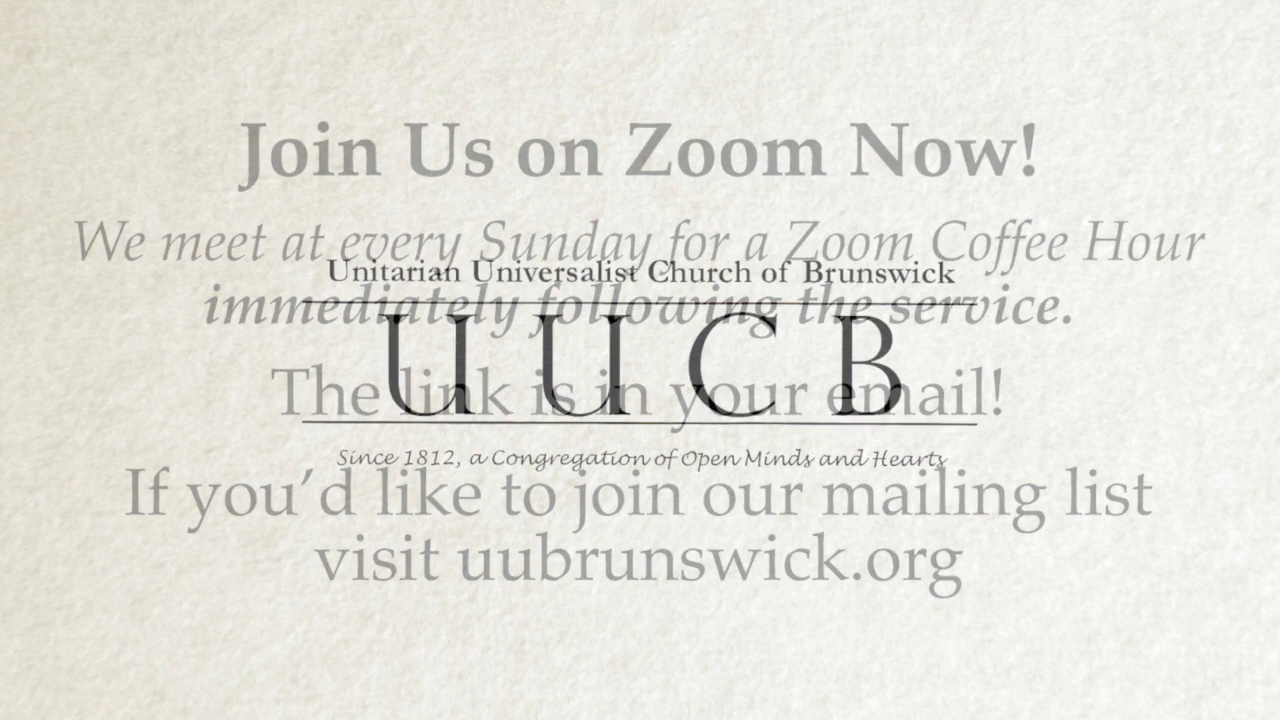 Join Us on Zoom Now!
We meet at every Sunday for a Zoom Coffee Hour
Unitarian Universalist Church of Brunswick
immediately following the service.
UUCB
The link is in your email!
Since 1812, a Congregation of Open Minds and Hearts
If you’d like to join our mailing list
visit uubrunswick.org